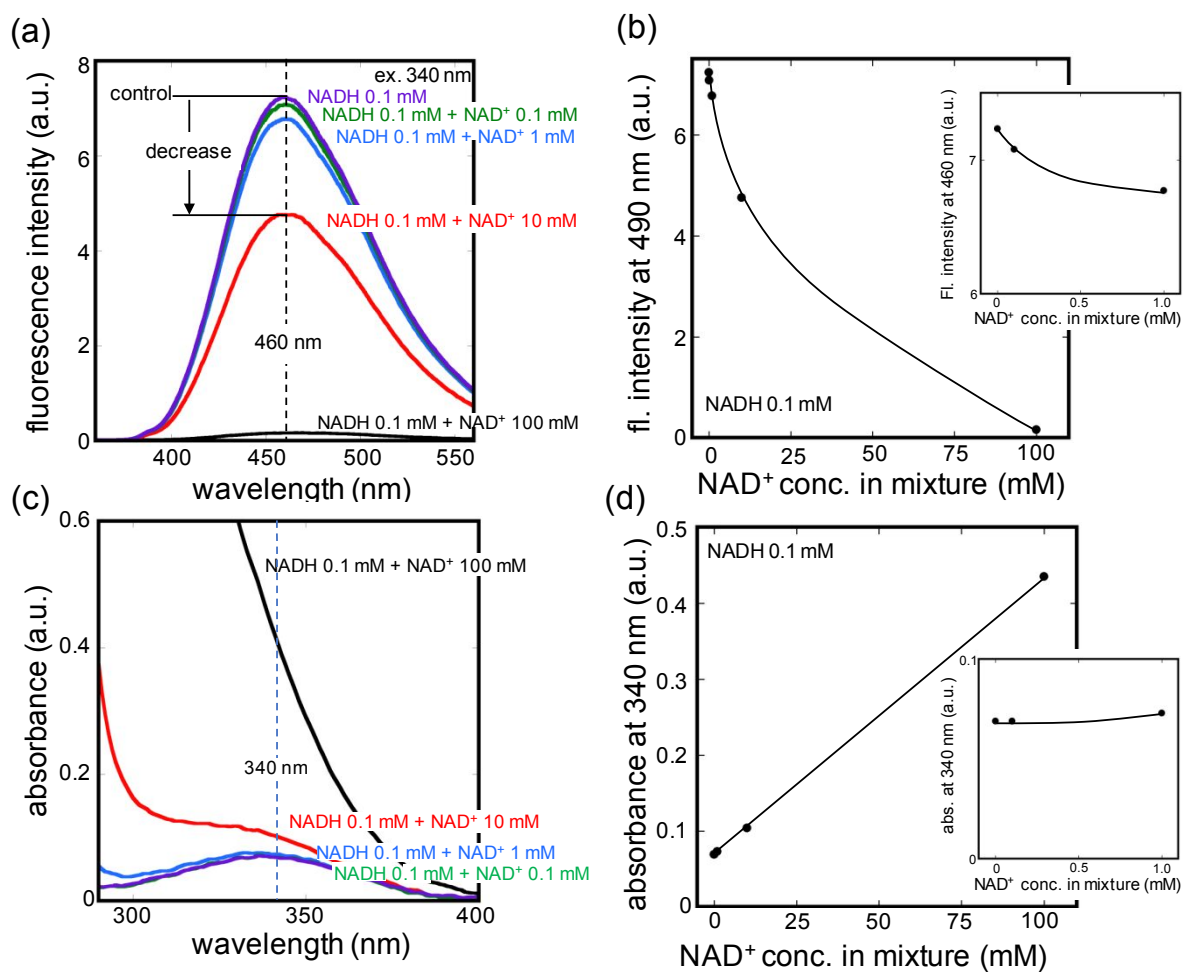 (a)
ex. 340 nm
control
NADH 0.1 mM
NADH 0.1 mM + NAD⁺ 0.1 mM
NADH 0.1 mM + NAD⁺ 1 mM
decrease
NADH 0.1 mM + NAD⁺ 10 mM
460 nm
NADH 0.1 mM + NAD⁺ 100 mM
fluorescence intensity (a.u.)
8
7
6
5
4
3
2
1
0
400
450
500
550
wavelength (nm)
(b)
fl. intensity at 490 nm (a.u.)
6
4
2
0
NADH 0.1 mM
0
25
50
75
100
NAD⁺ conc. in mixture (mM)
Fl. intensity at 460 nm (a.u.)
7
6
0
0.5
1.0
NAD⁺ conc. in mixture (mM)
(c)
absorbance (a.u.)
0.6
0.4
0.2
0
NADH 0.1 mM + NAD⁺ 100 mM
340 nm
NADH 0.1 mM + NAD⁺ 10 mM
NADH 0.1 mM + NAD⁺ 1 mM
NADH 0.1 mM + NAD⁺ 0.1 mM
300
350
400
wavelength (nm)
(d)
absorbance at 340 nm (a.u.)
0.5
0.4
0.3
0.2
0.1
0
NADH 0.1 mM
0
25
50
75
100
NAD⁺ conc. in mixture (mM)
abs. at 340 nm (a.u.)
0.1
0
0
0.5
1.0
NAD⁺ conc. in mixture (mM)